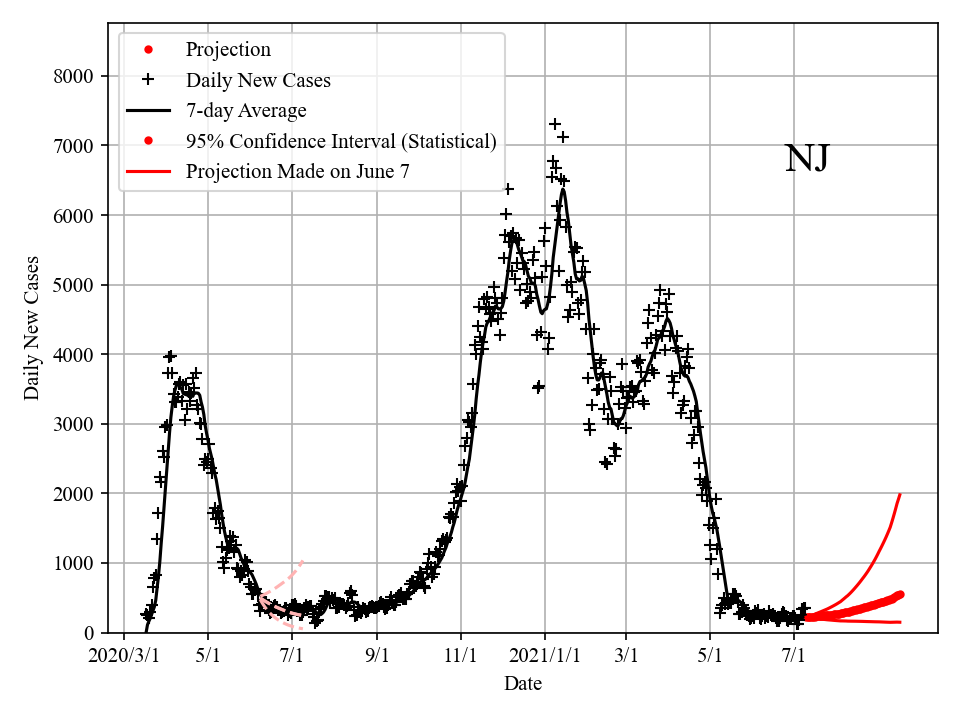 Projection
Daily New Cases
7-day Average
95% Confidence Interval (Statistical)
Projection Made on June 7
NJ
8000
7000
6000
5000
4000
3000
2000
1000
0
Daily New Cases
2020/3/1 5/1 7/1 9/1 11/1 2021/1/1 3/1 5/1 7/1
Date